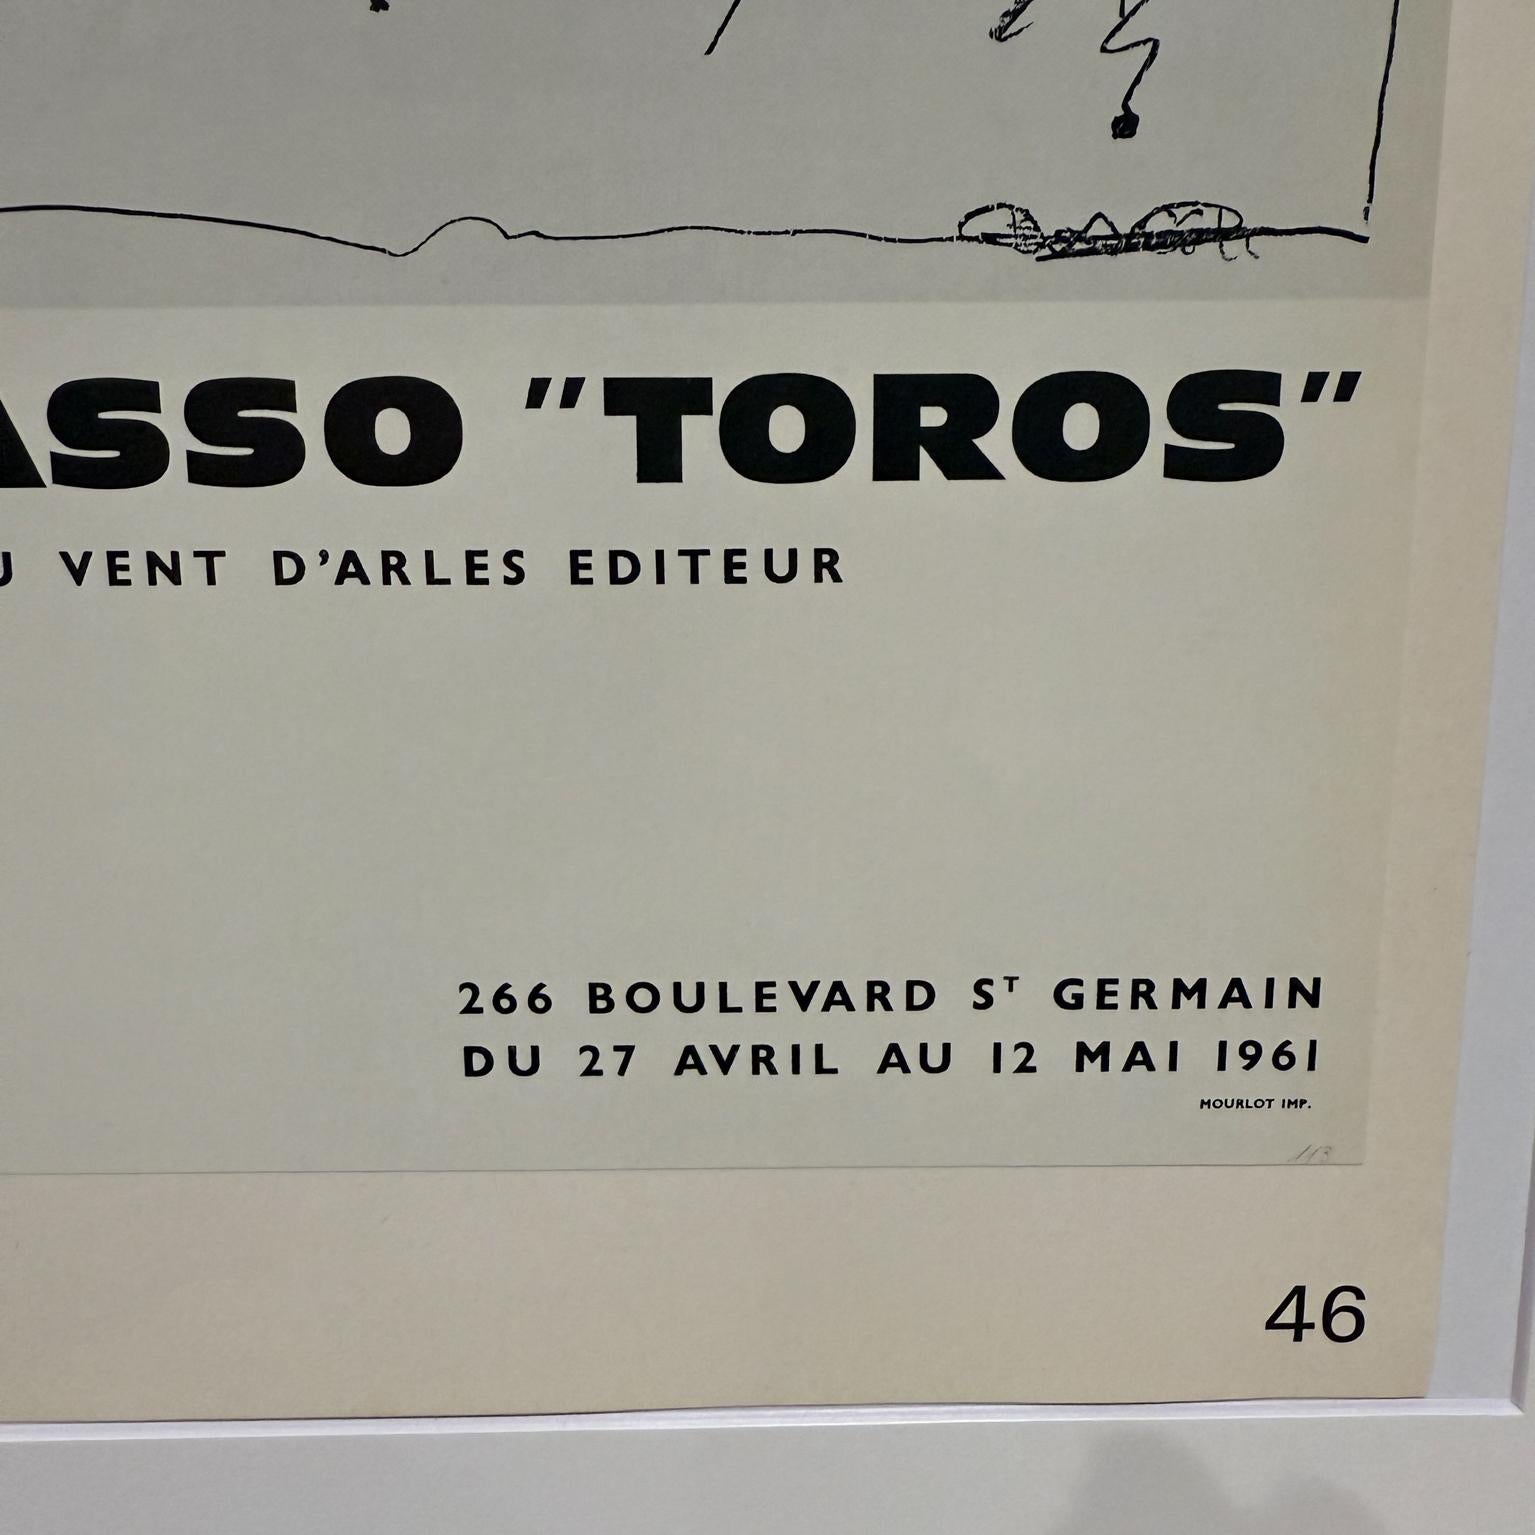 ASSO "TOROS"
U VENT D'ARLES EDITEUR
266 BOULEVARD ST GERMAIN
DU 27 AVRIL AU 12 MAI 1961
MOURLOT IMP.
113
46